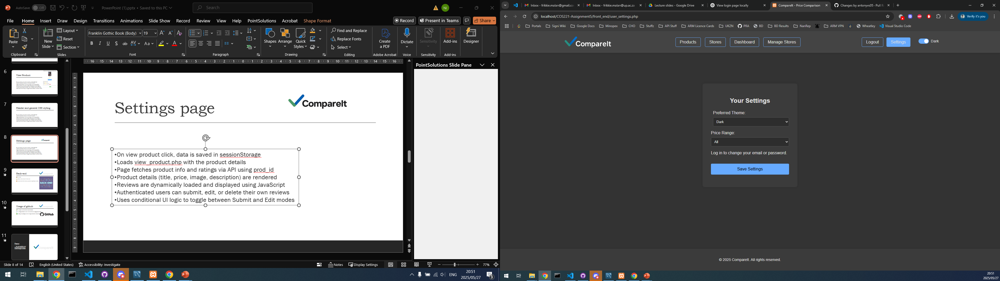 AutoSave Off PowerPoint (1).pptx • Saved to this PC Search NJ
File Home Insert Draw Design Transitions Animations Slide Show Record Review View Help PointSolutions Acrobat Shape Format Record Present in Teams Share
Paste New Slide Layout Reset Section
Franklin Gothic Book (Body) 19
Shapes Arrange Quick Styles
Find and Replace
Replace Fonts
Select
Create a PDF Dictate Sensitivity Add-ins Designer
Clipboard Slides Font Paragraph Drawing Editing Adobe Acrobat Voice Sensitivity Add-ins
PointSolutions Slide Pane
6
View Product
7
Header and general CSS styling
8
Settings page
9
Back-end
BACK-END
10
Usage of github
GitHub
11
Demo
Settings page
CompareIt
•On view product click, data is saved in sessionStorage
•Loads view_product.php with the product details
•Page fetches product info and ratings via API using prod_id
•Product details (title, price, image, description) are rendered
•Reviews are dynamically loaded and displayed using JavaScript
•Authenticated users can submit, edit, or delete their own reviews
•Uses conditional UI logic to toggle between Submit and Edit modes
Slide 8 of 14 English (United States) Accessibility: Investigate Notes Display Settings 77%
ENG 20:51
2025/05/27 3
Inbox - frikkie.malan@gmail.co Inbox - frikkie.malan@up.ac.za Lecture slides - Google Drive View login page locally CompareIt - Price Comparison Changes by antonyvs05 · Pull R
localhost/COS221-Assignment5/front_end/user_settings.php Verify it's you
Portals Signi Wiki Google Docs Minopex CHO Stuffz API Stuff ARM Licence Cards UKZN PRA BD BD Results NanRep ARM VPN Wheatley Visual Studio Code
CompareIt Products Stores Dashboard Manage Stores Logout Settings Dark
Your Settings
Preferred Theme:
Dark
Price Range:
All
Log in to change your email or password.
Save Settings
© 2025 CompareIt. All rights reserved.
20:51
2025/05/27